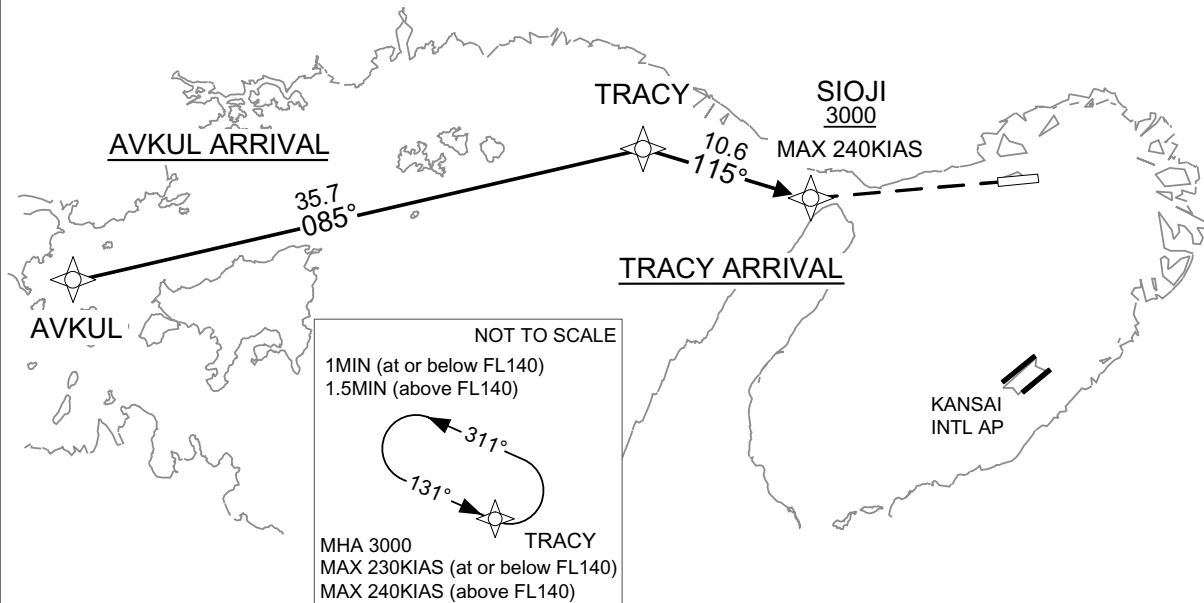 TRACY
SIOJI
3000
MAX 240KIAS
AVKUL ARRIVAL
10.6
115°
35.7
085°
TRACY ARRIVAL
AVKUL
NOT TO SCALE
1MIN (at or below FL140)
1.5MIN (above FL140)
311°
131°
TRACY
MHA 3000
MAX 230KIAS (at or below FL140)
MAX 240KIAS (above FL140)
KANSAI
INTL AP